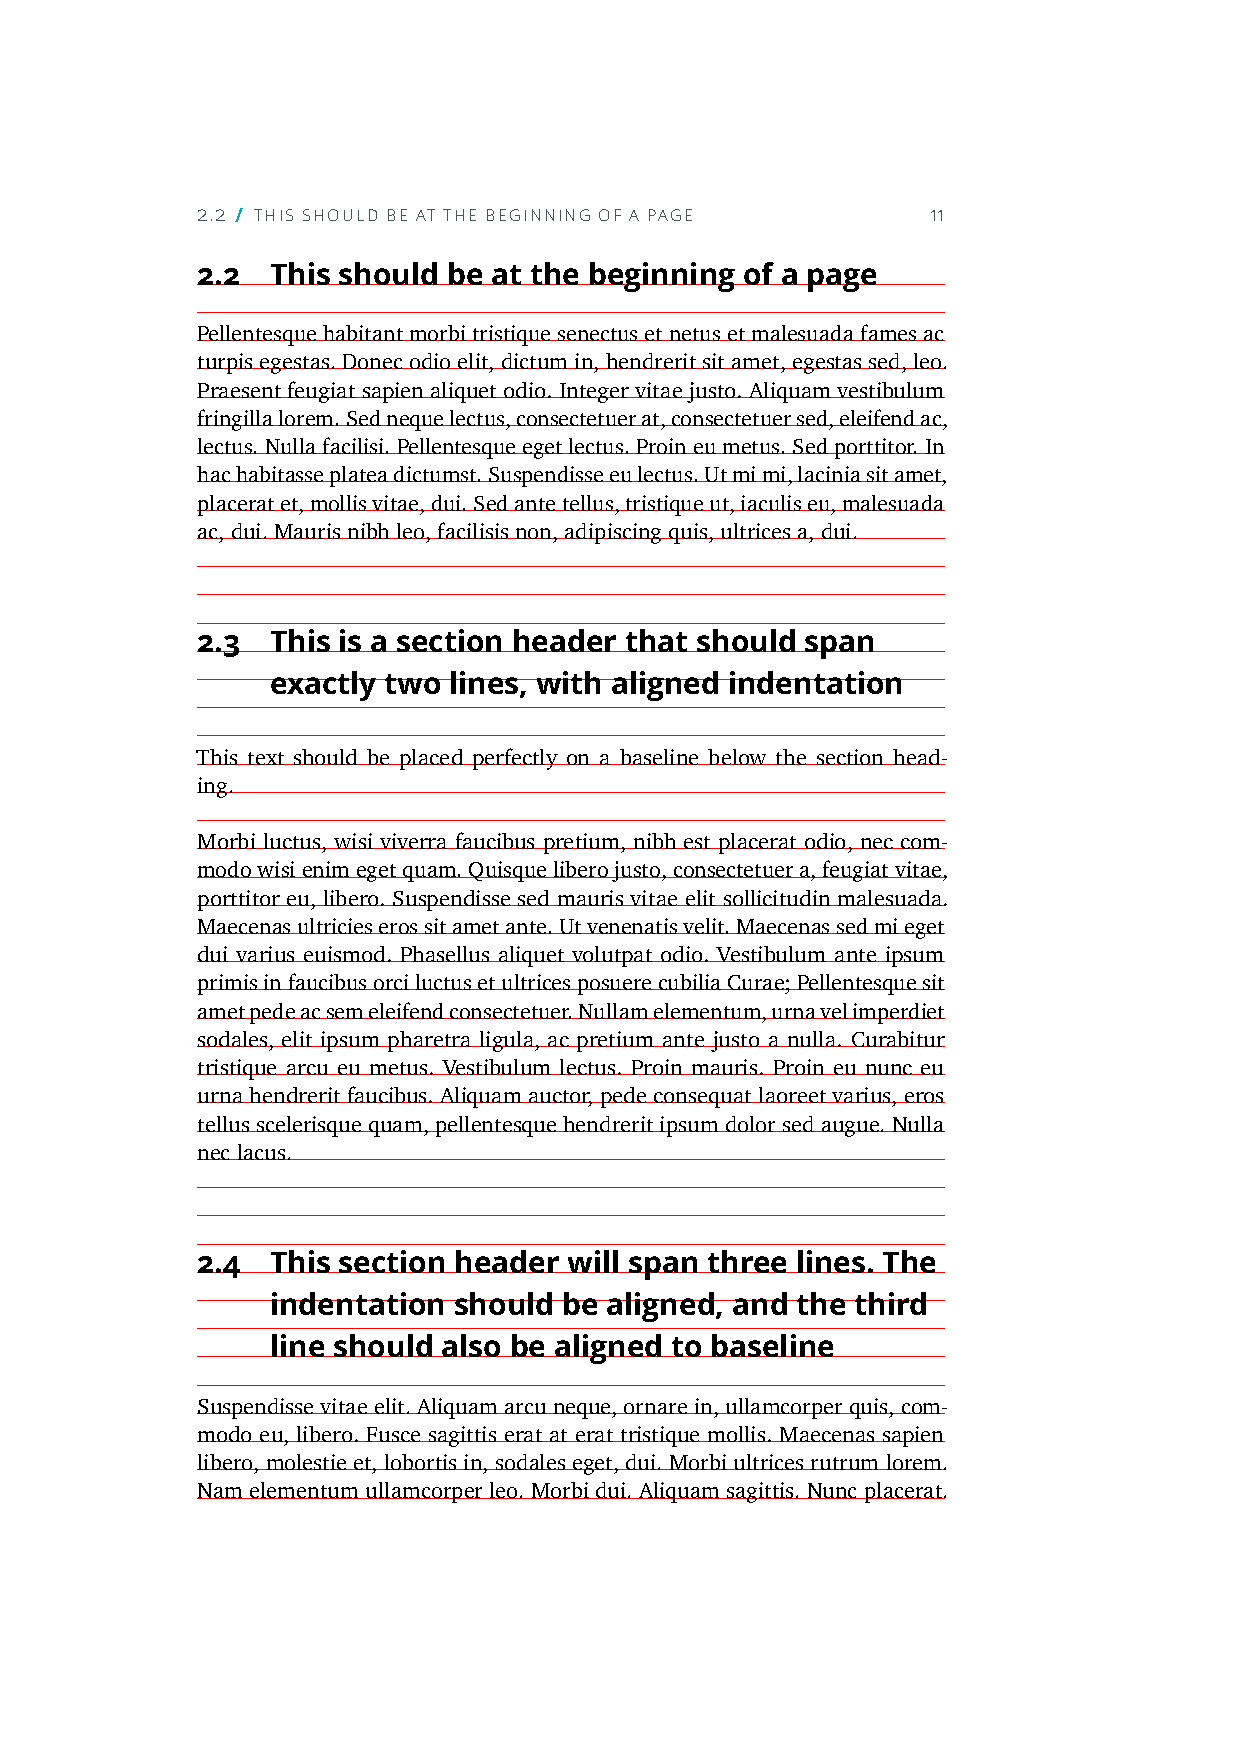 2.2 / THIS SHOULD BE AT THE BEGINNING OF A PAGE 11
2.2 This should be at the beginning of a page
Pellentesque habitant morbi tristique senectus et netus et malesuada fames ac
turpis egestas. Donec odio elit, dictum in, hendrerit sit amet, egestas sed, leo.
Praesent feugiat sapien aliquet odio. Integer vitae justo. Aliquam vestibulum
fringilla lorem. Sed neque lectus, consectetuer at, consectetuer sed, eleifend ac,
lectus. Nulla facilisi. Pellentesque eget lectus. Proin eu metus. Sed porttitor. In
hac habitasse platea dictumst. Suspendisse eu lectus. Ut mi mi, lacinia sit amet,
placerat et, mollis vitae, dui. Sed ante tellus, tristique ut, iaculis eu, malesuada
ac, dui. Mauris nibh leo, facilisis non, adipiscing quis, ultrices a, dui.
2.3 This is a section header that should span
exactly two lines, with aligned indentation
This text should be placed perfectly on a baseline below the section head-
ing.
Morbi luctus, wisi viverra faucibus pretium, nibh est placerat odio, nec com-
modo wisi enim eget quam. Quisque libero justo, consectetuer a, feugiat vitae,
porttitor eu, libero. Suspendisse sed mauris vitae elit sollicitudin malesuada.
Maecenas ultricies eros sit amet ante. Ut venenatis velit. Maecenas sed mi eget
dui varius euismod. Phasellus aliquet volutpat odio. Vestibulum ante ipsum
primis in faucibus orci luctus et ultrices posuere cubilia Curae; Pellentesque sit
amet pede ac sem eleifend consectetuer. Nullam elementum, urna vel imperdiet
sodales, elit ipsum pharetra ligula, ac pretium ante justo a nulla. Curabitur
tristique arcu eu metus. Vestibulum lectus. Proin mauris. Proin eu nunc eu
urna hendrerit faucibus. Aliquam auctor, pede consequat laoreet varius, eros
tellus scelerisque quam, pellentesque hendrerit ipsum dolor sed augue. Nulla
nec lacus.
2.4 This section header will span three lines. The
indentation should be aligned, and the third
line should also be aligned to baseline
Suspendisse vitae elit. Aliquam arcu neque, ornare in, ullamcorper quis, com-
modo eu, libero. Fusce sagittis erat at erat tristique mollis. Maecenas sapien
libero, molestie et, lobortis in, sodales eget, dui. Morbi ultrices rutrum lorem.
Nam elementum ullamcorper leo. Morbi dui. Aliquam sagittis. Nunc placerat.